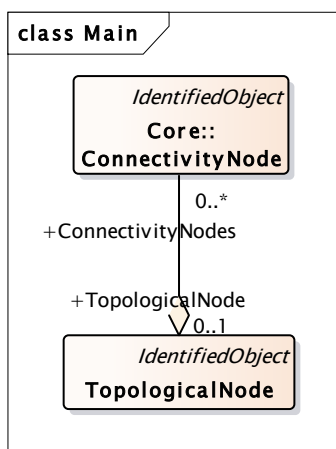 class Main
IdentifiedObject
Core::
ConnectivityNode
0..*
+ConnectivityNodes
+TopologicalNode
0..1
IdentifiedObject
TopologicalNode